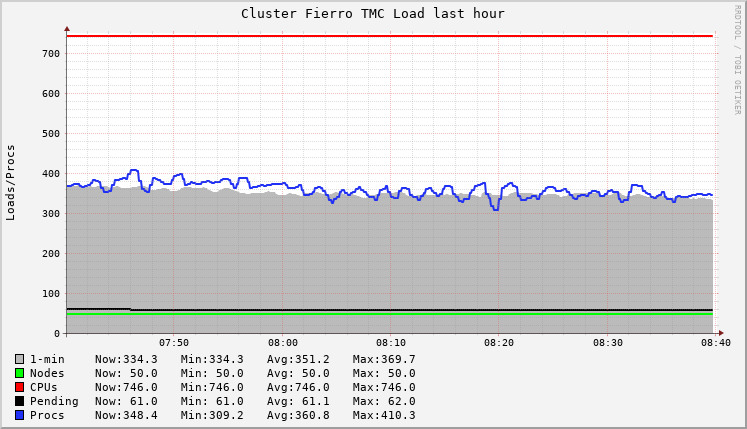 Cluster Fierro TMC Load last hour
RRDTOOL / TOBI OETIKER
Loads/Procs
700
600
500
400
300
200
100
0
07:50 08:00 08:10 08:20 08:30 08:40
1-min Now:334.3 Min:334.3 Avg:351.2 Max:369.7
Nodes Now: 50.0 Min: 50.0 Avg: 50.0 Max: 50.0
CPUs Now:746.0 Min:746.0 Avg:746.0 Max:746.0
Pending Now: 61.0 Min: 61.0 Avg: 61.1 Max: 62.0
Procs Now:348.4 Min:309.2 Avg:360.8 Max:410.3